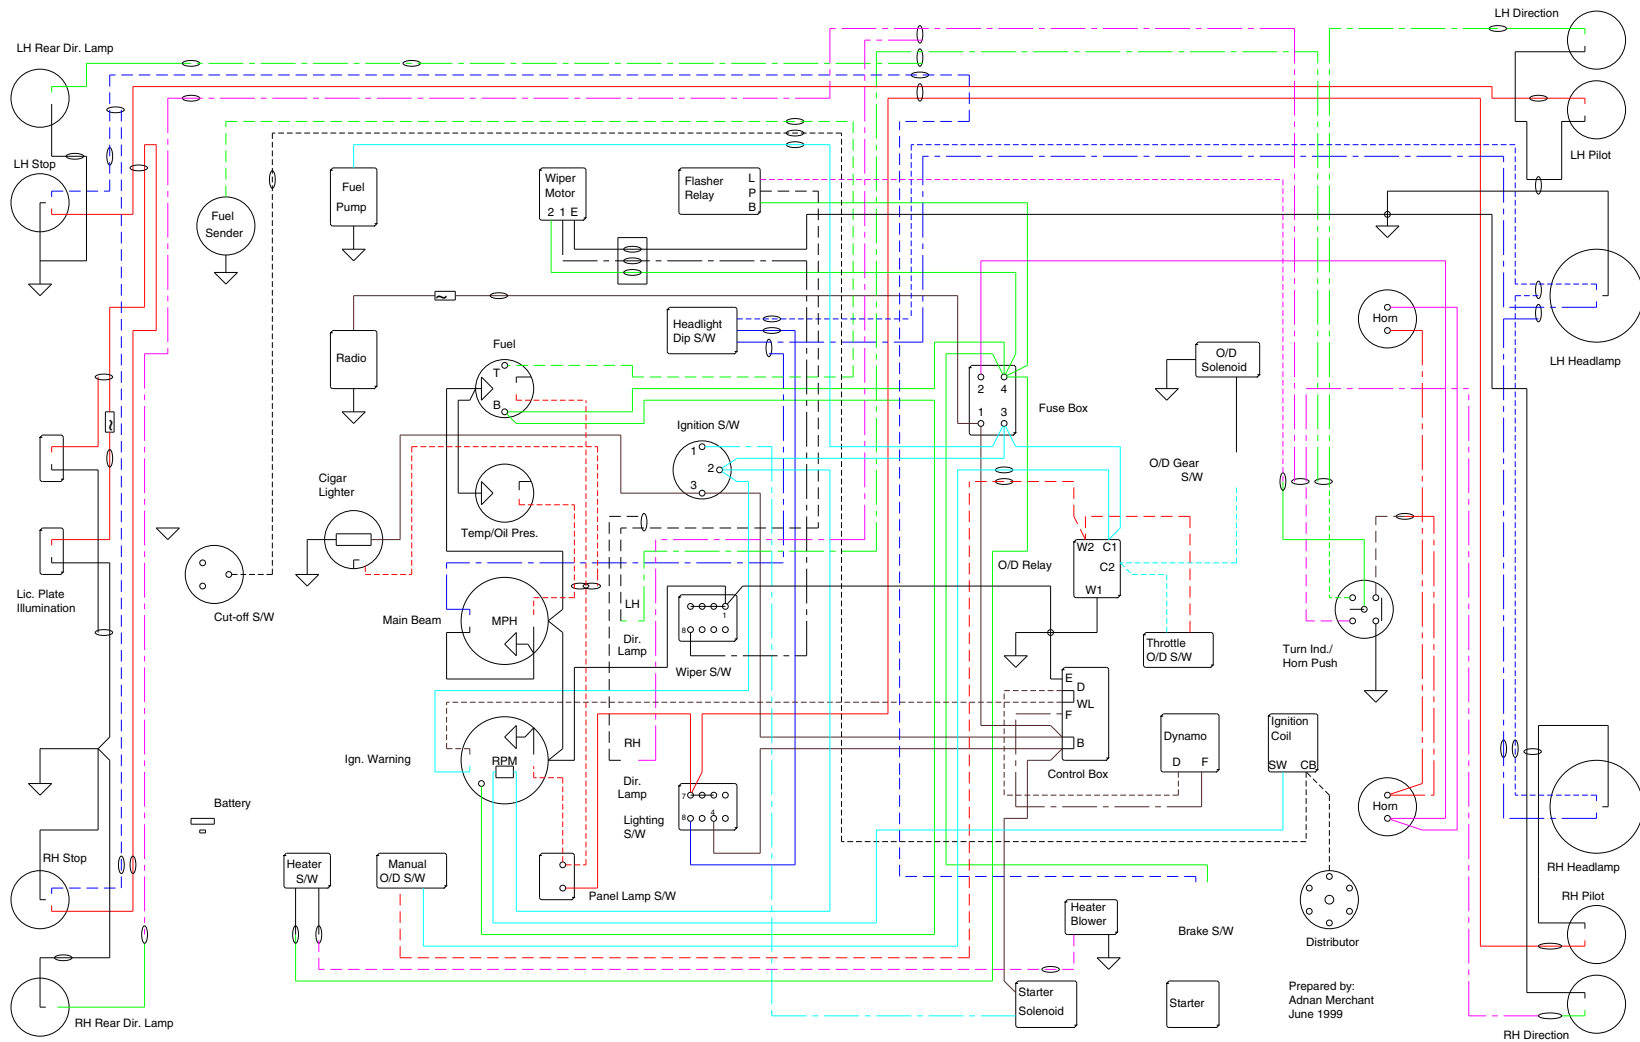 LH Direction
LH Rear Dir. Lamp
LH Stop
LH Pilot
Fuel
Pump
Wiper
Motor
2 1 E
Flasher
Relay
L
P
B
Fuel
Sender
Headlight
Dip S/W
Horn
Radio
Fuel
T
B
O/D
Solenoid
LH Headlamp
2 4
1 3
Fuse Box
Ignition S/W
1
2
3
O/D Gear
S/W
Cigar
Lighter
Temp/Oil Pres.
W2 C1
C2
W1
O/D Relay
Lic. Plate
Illumination
Cut-off S/W
Main Beam
MPH
LH
Dir.
Lamp
1
8
Wiper S/W
Throttle
O/D S/W
Turn Ind./
Horn Push
E
D
WL
F
B
Control Box
RH
Dir.
Lamp
Ign. Warning
RPM
Dynamo
D F
Ignition
Coil
SW CB
Battery
7
4
8
Lighting
S/W
Horn
RH Stop
Heater
S/W
Manual
O/D S/W
Panel Lamp S/W
RH Headlamp
RH Pilot
Heater
Blower
Brake S/W
Distributor
Starter
Solenoid
Starter
Prepared by:
Adnan Merchant
June 1999
RH Rear Dir. Lamp
RH Direction